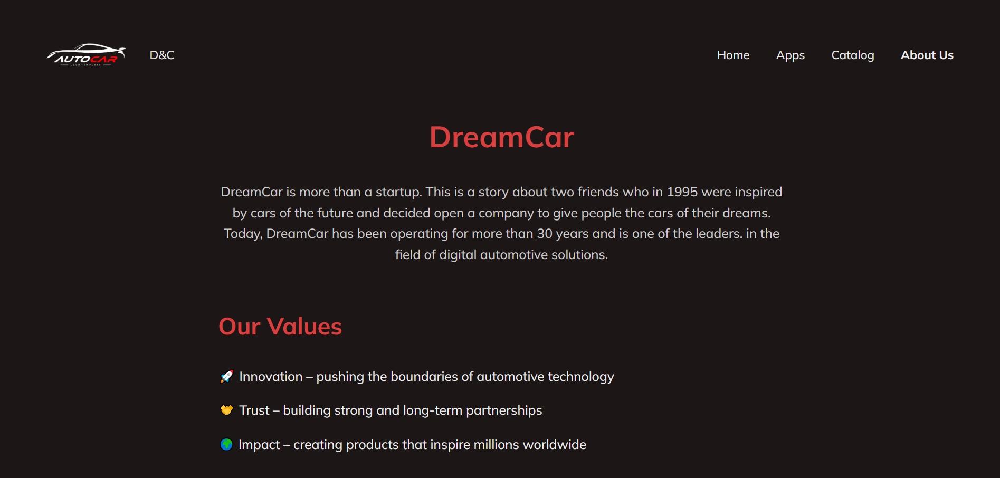 AUTOCAR
LOGO TEMPLATE
D&C
Home
Apps
Catalog
About Us
DreamCar
DreamCar is more than a startup. This is a story about two friends who in 1995 were inspired
by cars of the future and decided open a company to give people the cars of their dreams.
Today, DreamCar has been operating for more than 30 years and is one of the leaders. in the
field of digital automotive solutions.
Our Values
🚀 Innovation – pushing the boundaries of automotive technology
🤝 Trust – building strong and long-term partnerships
🌍 Impact – creating products that inspire millions worldwide